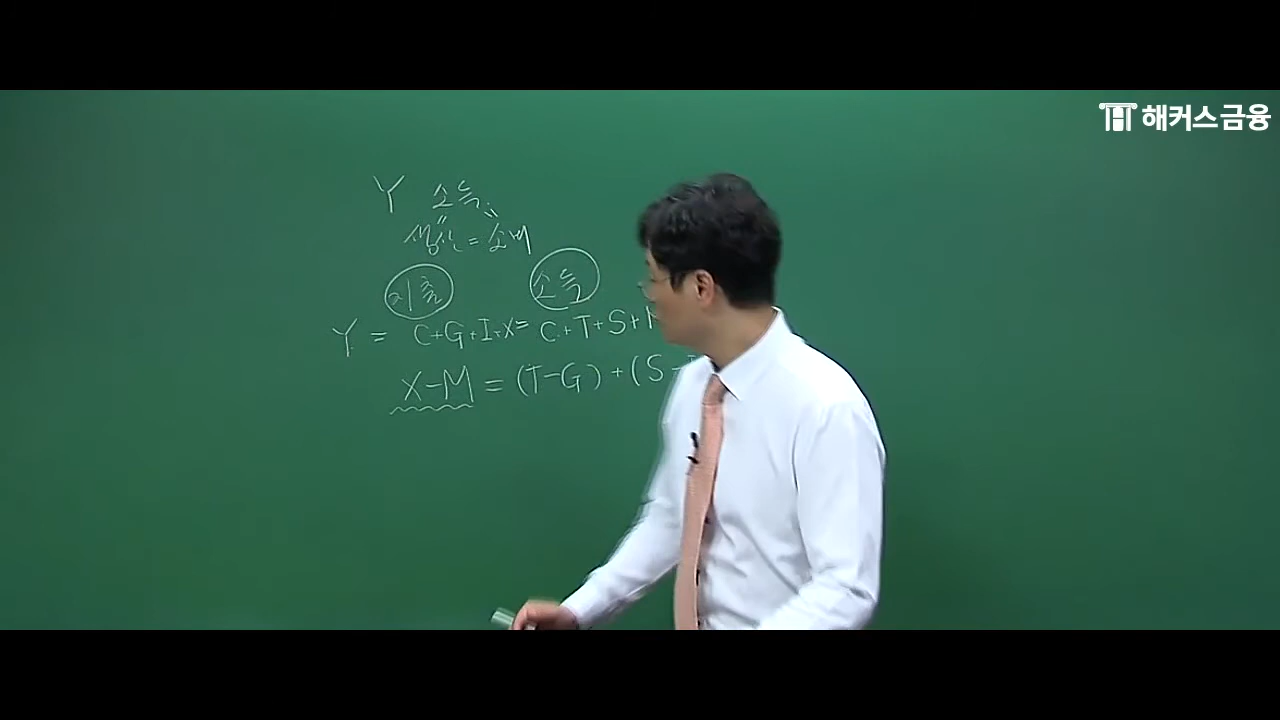 해커스금융
Y 소득
생산 = 소비
지출 소득
Y = C+G+I+X = C+T+S+M
X-M = (T-G) + (S-I